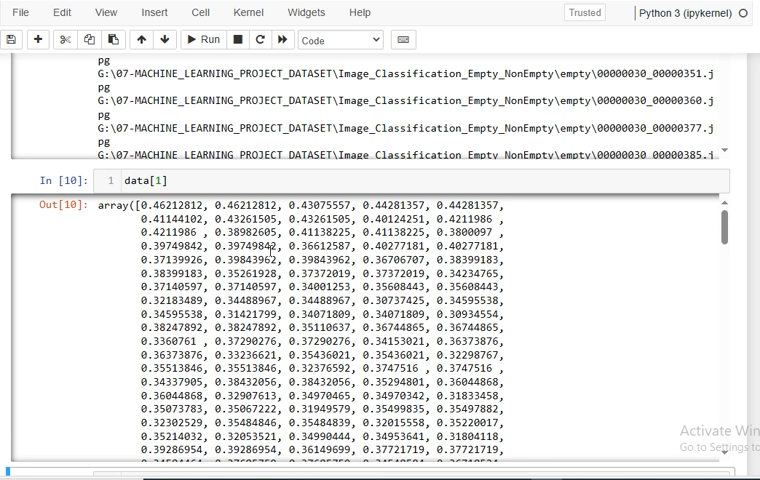 File Edit View Insert Cell Kernel Widgets Help Trusted Python 3 (ipykernel)
Run Code
pg
G:\07-MACHINE_LEARNING_PROJECT_DATASET\Image_Classification_Empty_NonEmpty\empty\00000030_00000351.j
pg
G:\07-MACHINE_LEARNING_PROJECT_DATASET\Image_Classification_Empty_NonEmpty\empty\00000030_00000360.j
pg
G:\07-MACHINE_LEARNING_PROJECT_DATASET\Image_Classification_Empty_NonEmpty\empty\00000030_00000377.j
pg
G:\07-MACHINE_LEARNING_PROJECT_DATASET\Image_Classification_Empty_NonEmpty\empty\00000030_00000385.j
In [10]: 1 data[1]
Out[10]: array([0.46212812, 0.46212812, 0.43075557, 0.44281357, 0.44281357,
0.41144102, 0.43261505, 0.43261505, 0.40124251, 0.4211986 ,
0.4211986 , 0.38982605, 0.41138225, 0.41138225, 0.3800097 ,
0.39749842, 0.39749842, 0.36612587, 0.40277181, 0.40277181,
0.37139926, 0.39843962, 0.39843962, 0.36706707, 0.38399183,
0.38399183, 0.35261928, 0.37372019, 0.37372019, 0.34234765,
0.37140597, 0.37140597, 0.34001253, 0.35608443, 0.35608443,
0.32183489, 0.34488967, 0.34488967, 0.30737425, 0.34595538,
0.34595538, 0.31421799, 0.34071809, 0.34071809, 0.30934554,
0.38247892, 0.38247892, 0.35110637, 0.36744865, 0.36744865,
0.3360761 , 0.37290276, 0.37290276, 0.34153021, 0.36373876,
0.36373876, 0.33236621, 0.35436021, 0.35436021, 0.32298767,
0.35513846, 0.35513846, 0.32376592, 0.3747516 , 0.3747516 ,
0.34337905, 0.38432056, 0.38432056, 0.35294801, 0.36044868,
0.36044868, 0.32907613, 0.34970465, 0.34970342, 0.31833458,
0.35073783, 0.35067222, 0.31949579, 0.35499835, 0.35497882,
0.32302529, 0.35484846, 0.35484839, 0.32015558, 0.35220017,
0.35214032, 0.32053521, 0.34990444, 0.34953641, 0.31804118,
0.39286954, 0.39286954, 0.36149699, 0.37721719, 0.37721719,
Activate Win
Go to Settings to